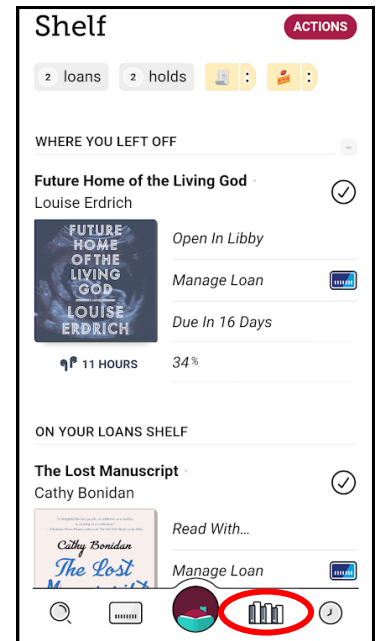 Shelf
ACTIONS
2 loans
2 holds
:
:
WHERE YOU LEFT OFF
Future Home of the Living God
Louise Erdrich
FUTURE
HOME
OF THE
LIVING
GOD
LOUISE
ERDRICH
11 HOURS
Open In Libby
Manage Loan
Due In 16 Days
34%
ON YOUR LOANS SHELF
The Lost Manuscript
Cathy Bonidan
Cathy Bonidan
The Lost
Manuscript
Read With...
Manage Loan